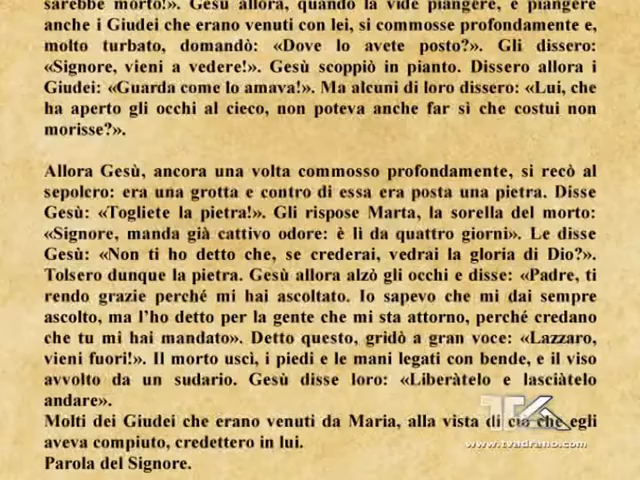 sarebbe morto!». Gesù allora, quando la vide piangere, e piangere
anche i Giudei che erano venuti con lei, si commosse profondamente e,
molto turbato, domandò: «Dove lo avete posto?». Gli dissero:
«Signore, vieni a vedere!». Gesù scoppiò in pianto. Dissero allora i
Giudei: «Guarda come lo amava!». Ma alcuni di loro dissero: «Lui, che
ha aperto gli occhi al cieco, non poteva anche far sì che costui non
morisse?».
Allora Gesù, ancora una volta commosso profondamente, si recò al
sepolcro: era una grotta e contro di essa era posta una pietra. Disse
Gesù: «Togliete la pietra!». Gli rispose Marta, la sorella del morto:
«Signore, manda già cattivo odore: è lì da quattro giorni». Le disse
Gesù: «Non ti ho detto che, se crederai, vedrai la gloria di Dio?».
Tolsero dunque la pietra. Gesù allora alzò gli occhi e disse: «Padre, ti
rendo grazie perché mi hai ascoltato. Io sapevo che mi dai sempre
ascolto, ma l'ho detto per la gente che mi sta attorno, perché credano
che tu mi hai mandato». Detto questo, gridò a gran voce: «Lazzaro,
vieni fuori!». Il morto uscì, i piedi e le mani legati con bende, e il viso
avvolto da un sudario. Gesù disse loro: «Liberàtelo e lasciàtelo
andare».
Molti dei Giudei che erano venuti da Maria, alla vista di ciò che egli
aveva compiuto, credettero in lui.
www.tvadrano.com
Parola del Signore.